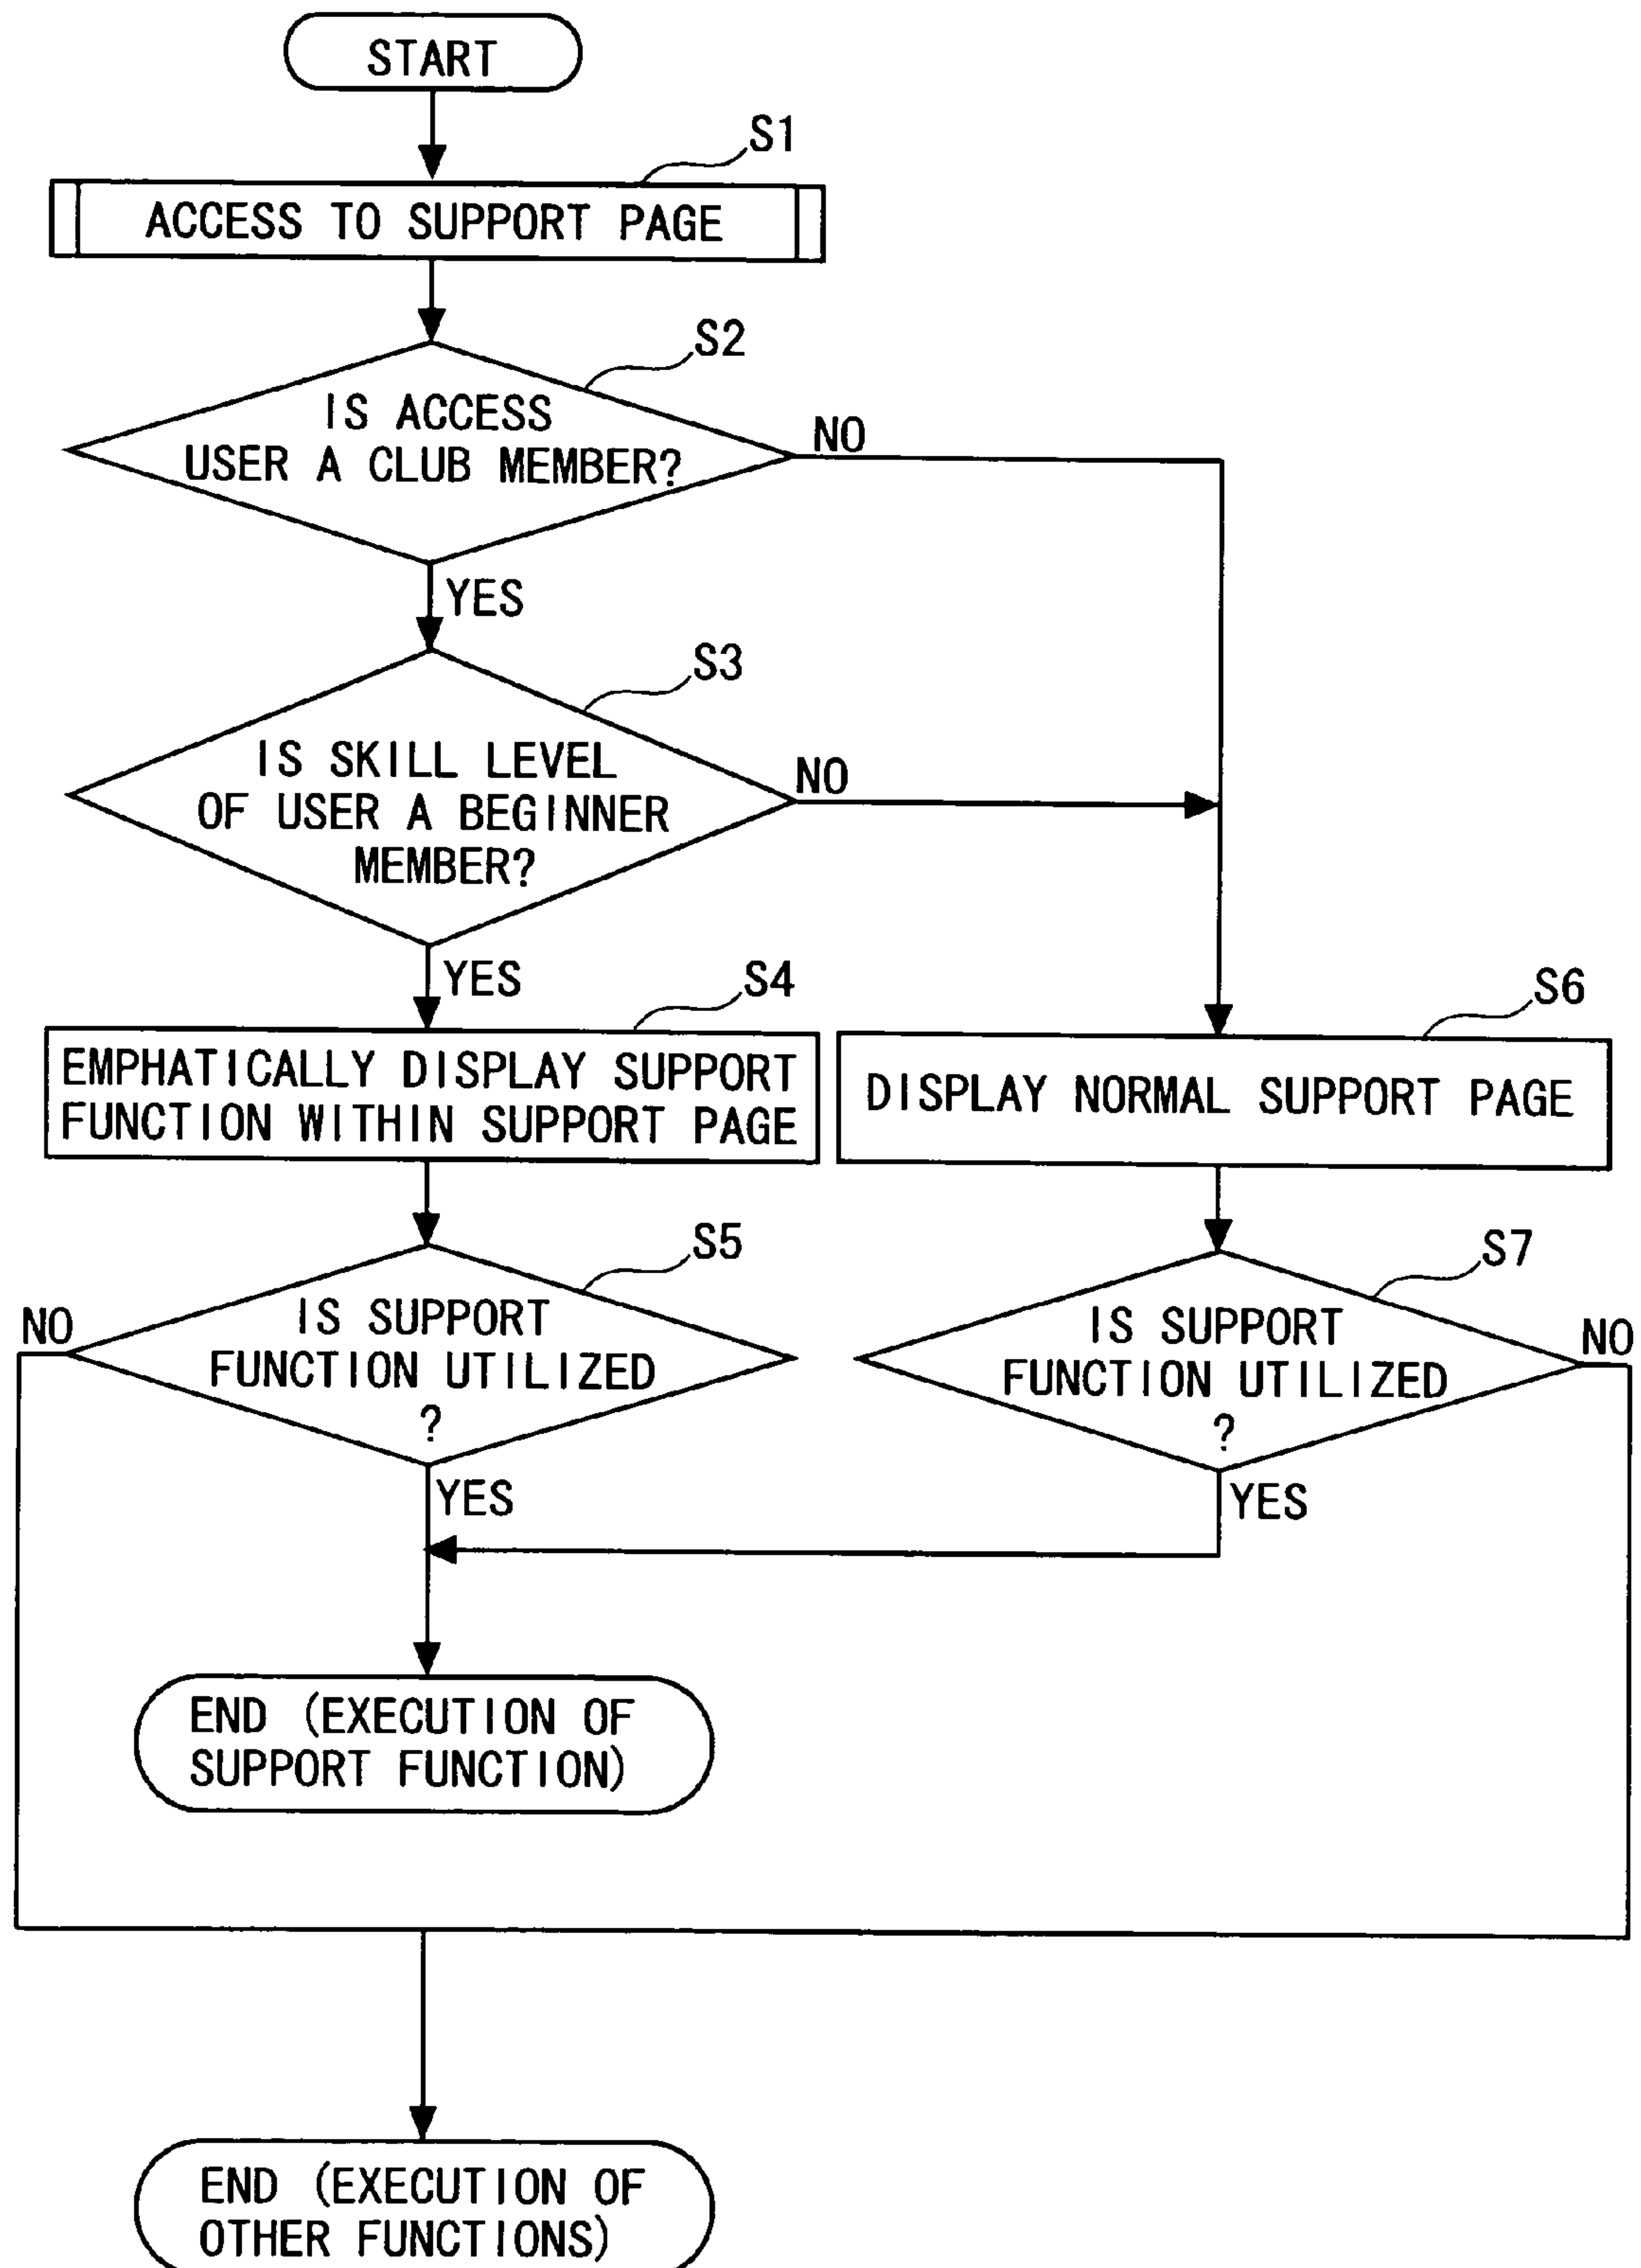 START
S1
ACCESS TO SUPPORT PAGE
S2
IS ACCESS
USER A CLUB MEMBER?
NO
YES
S3
IS SKILL LEVEL
OF USER A BEGINNER
MEMBER?
NO
YES
S4
EMPHATICALLY DISPLAY SUPPORT
FUNCTION WITHIN SUPPORT PAGE
S6
DISPLAY NORMAL SUPPORT PAGE
S5
IS SUPPORT
FUNCTION UTILIZED
?
NO
YES
S7
IS SUPPORT
FUNCTION UTILIZED
?
NO
YES
END (EXECUTION OF
SUPPORT FUNCTION)
END (EXECUTION OF
OTHER FUNCTIONS)